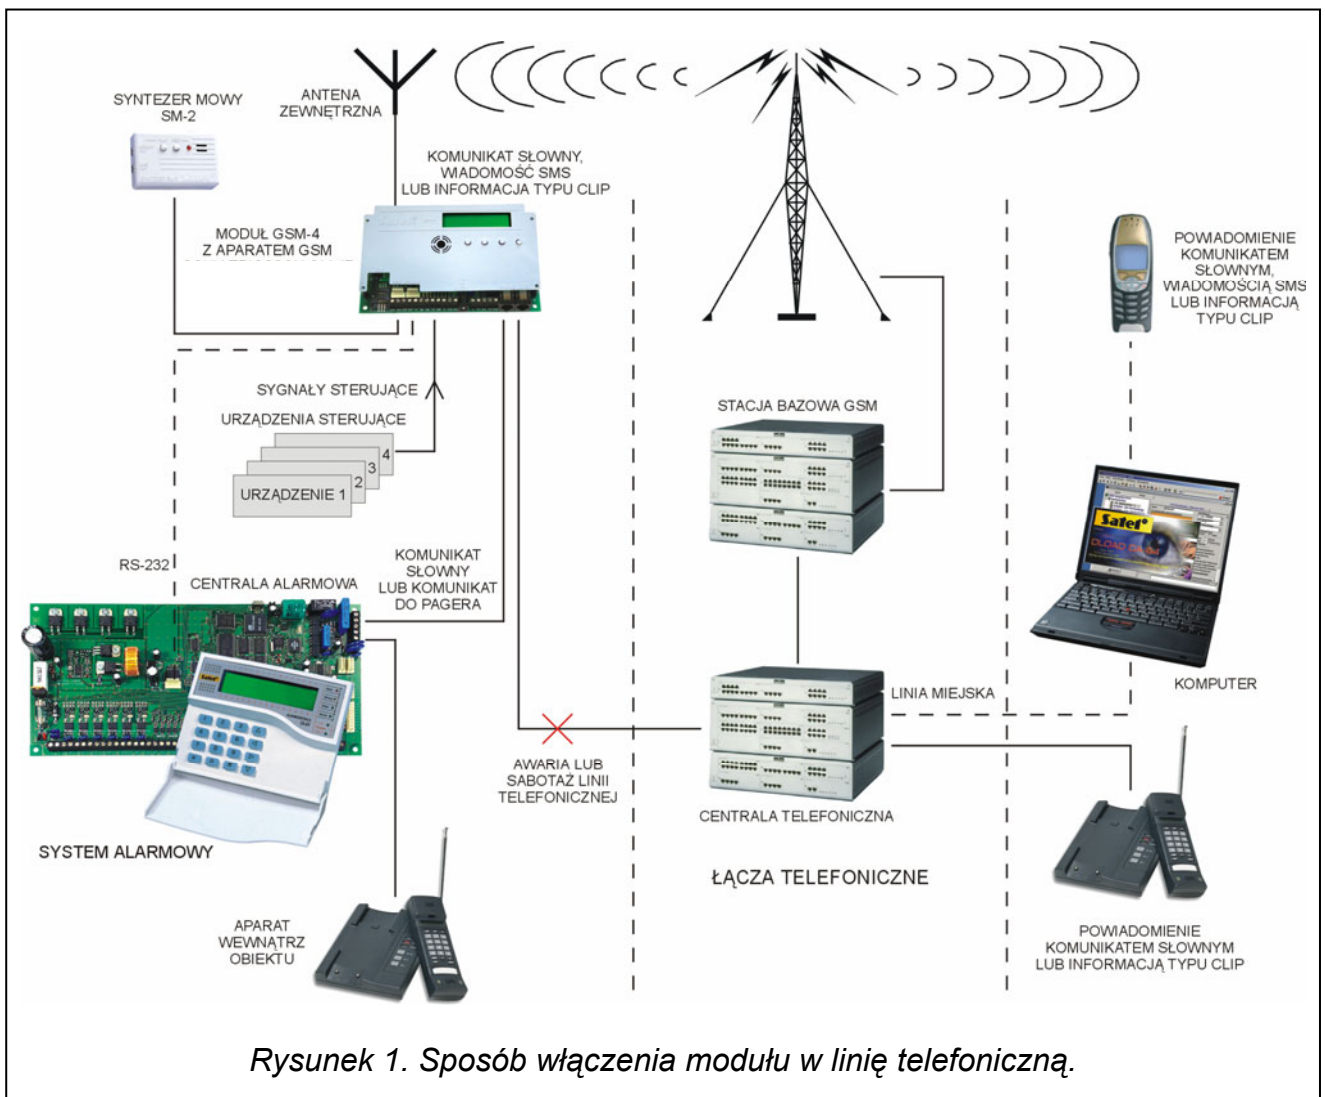 SYNTEZER MOWY
SM-2
ANTENA
ZEWNĘTRZNA
KOMUNIKAT SŁOWNY,
WIADOMOŚĆ SMS
LUB INFORMACJA TYPU CLIP
MODUŁ GSM-4
Z APARATEM GSM
SYGNAŁY STERUJĄCE
URZĄDZENIA STERUJĄCE
4
3
2
URZĄDZENIE 1
RS-232
CENTRALA ALARMOWA
KOMUNIKAT
SŁOWNY
LUB KOMUNIKAT
DO PAGERA
Satel
SYSTEM ALARMOWY
APARAT
WEWNĄTRZ
OBIEKTU
AWARIA LUB
SABOTAŻ LINII
TELEFONICZNEJ
STACJA BAZOWA GSM
LINIA MIEJSKA
CENTRALA TELEFONICZNA
ŁĄCZA TELEFONICZNE
POWIADOMIENIE
KOMUNIKATEM
SŁOWNYM,
WIADOMOŚCIĄ SMS
LUB INFORMACJĄ
TYPU CLIP
Satel
KOMPUTER
POWIADOMIENIE
KOMUNIKATEM SŁOWNYM
LUB INFORMACJĄ TYPU CLIP
Rysunek 1. Sposób włączenia modułu w linię telefoniczną.